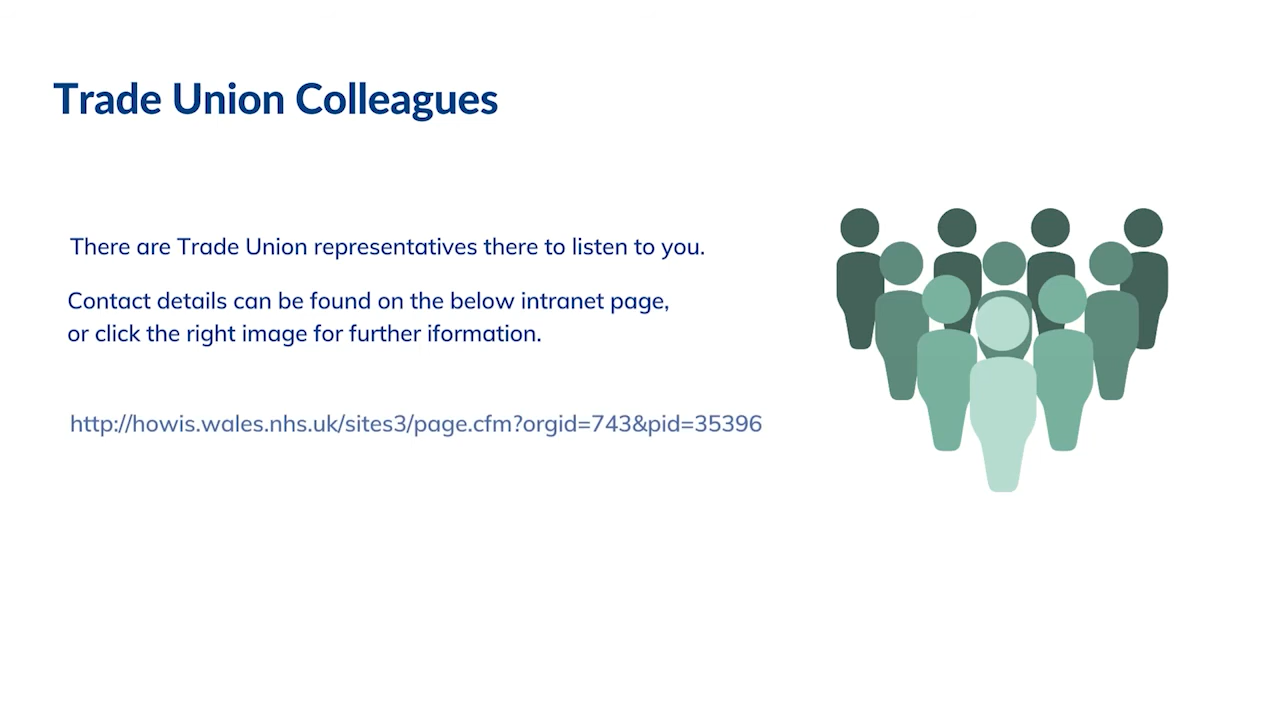 Trade Union Colleagues
There are Trade Union representatives there to listen to you.
Contact details can be found on the below intranet page,
or click the right image for further iformation.
http://howis.wales.nhs.uk/sites3/page.cfm?orgid=743&pid=35396